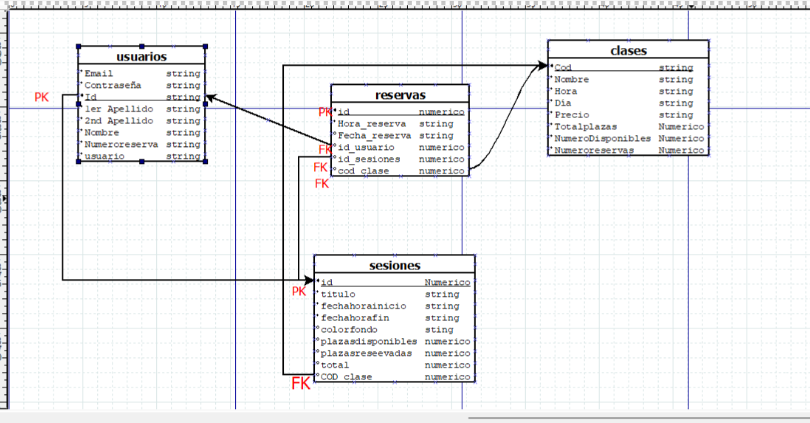 usuarios
Email string
Contraseña string
PK
Id string
1er Apellido string
2nd Apellido string
Nombre string
Numeroreserva string
usuario string
reservas
PK
id numerico
Hora_reserva string
Fecha_reserva string
FK
id_usuario numerico
id_sesiones numerico
FK
cod_clase numerico
FK
clases
Cod string
Nombre string
Hora string
Dia string
Precio string
Totalplazas Numerico
NumeroDisponibles Numerico
Numeroreservas Numerico
sesiones
id Numerico
PK
titulo string
fechahorainicio string
fechahorafin string
colorfondo sting
plazasdisponibles numerico
plazasreseevadas numerico
total numerico
COD_clase numerico
FK